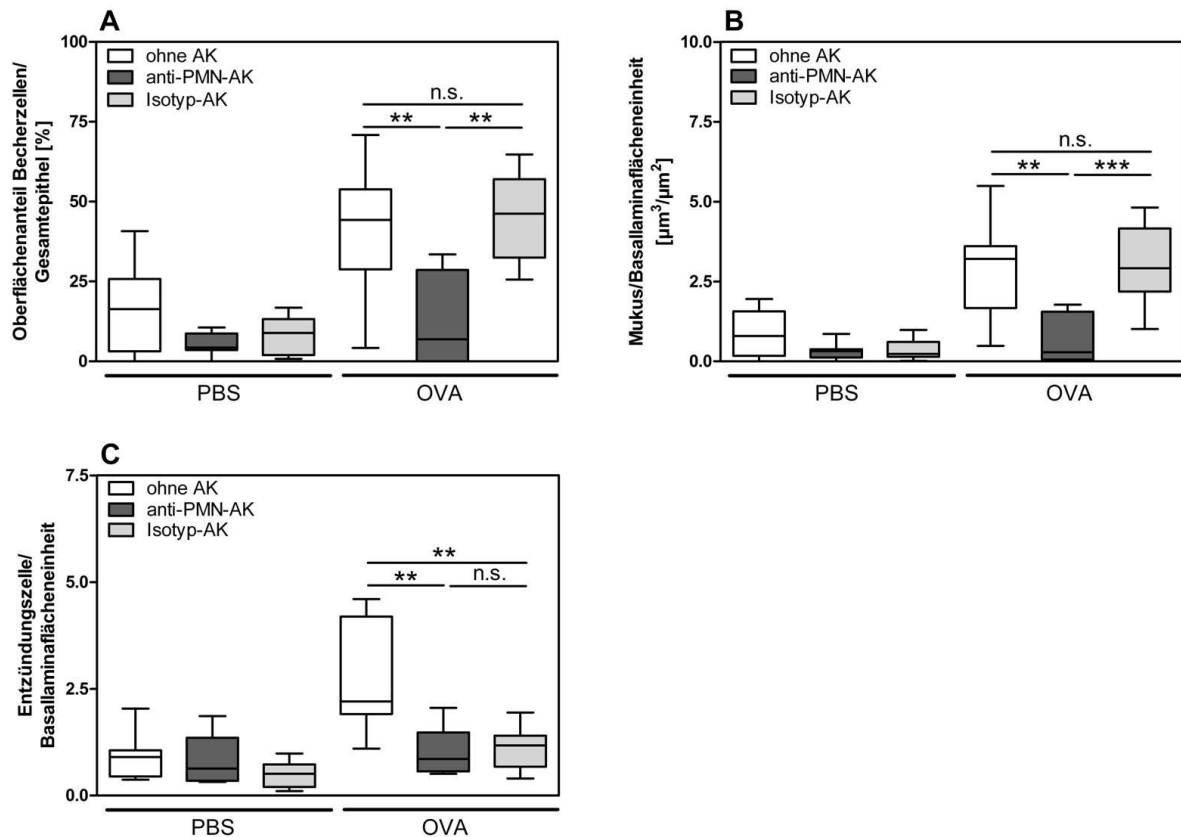 A
Oberflächenanteil Becherzellen/
Gesamtepithel [%]
100
75
50
25
0
ohne AK
anti-PMN-AK
Isotyp-AK
n.s.
** **
PBS OVA
B
Mukus/Basallaminaflächeneinheit
[µm³/µm²]
10.0
7.5
5.0
2.5
0.0
ohne AK
anti-PMN-AK
Isotyp-AK
n.s.
** ***
PBS OVA
C
Entzündungszelle/
Basallaminaflächeneinheit
7.5
5.0
2.5
0.0
ohne AK
anti-PMN-AK
Isotyp-AK
**
** n.s.
PBS OVA